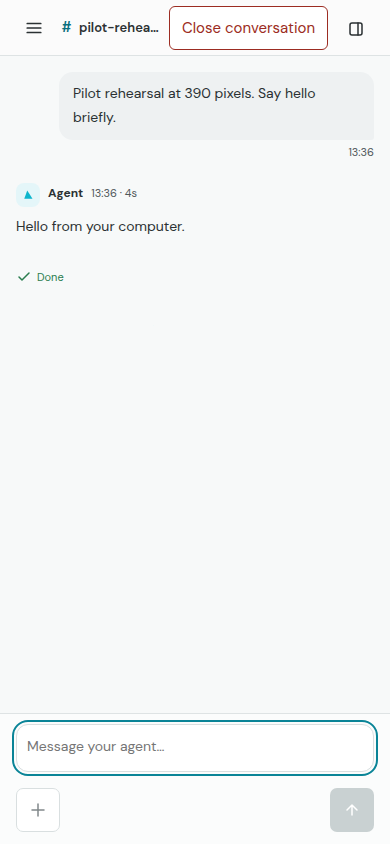 # pilot-rehea...
Close conversation
Pilot rehearsal at 390 pixels. Say hello
briefly.
13:36
Agent 13:36 · 4s
Hello from your computer.
Done
Message your agent...